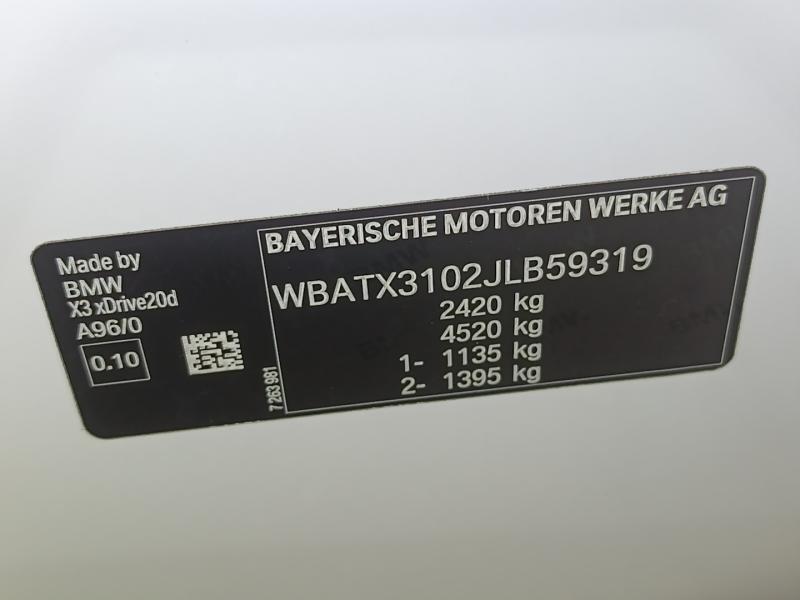 Made by
BMW
X3 xDrive20d
A96/0
0.10
7 263 981
BAYERISCHE MOTOREN WERKE AG
WBATX3102JLB59319
2420 kg
4520 kg
1- 1135 kg
2- 1395 kg